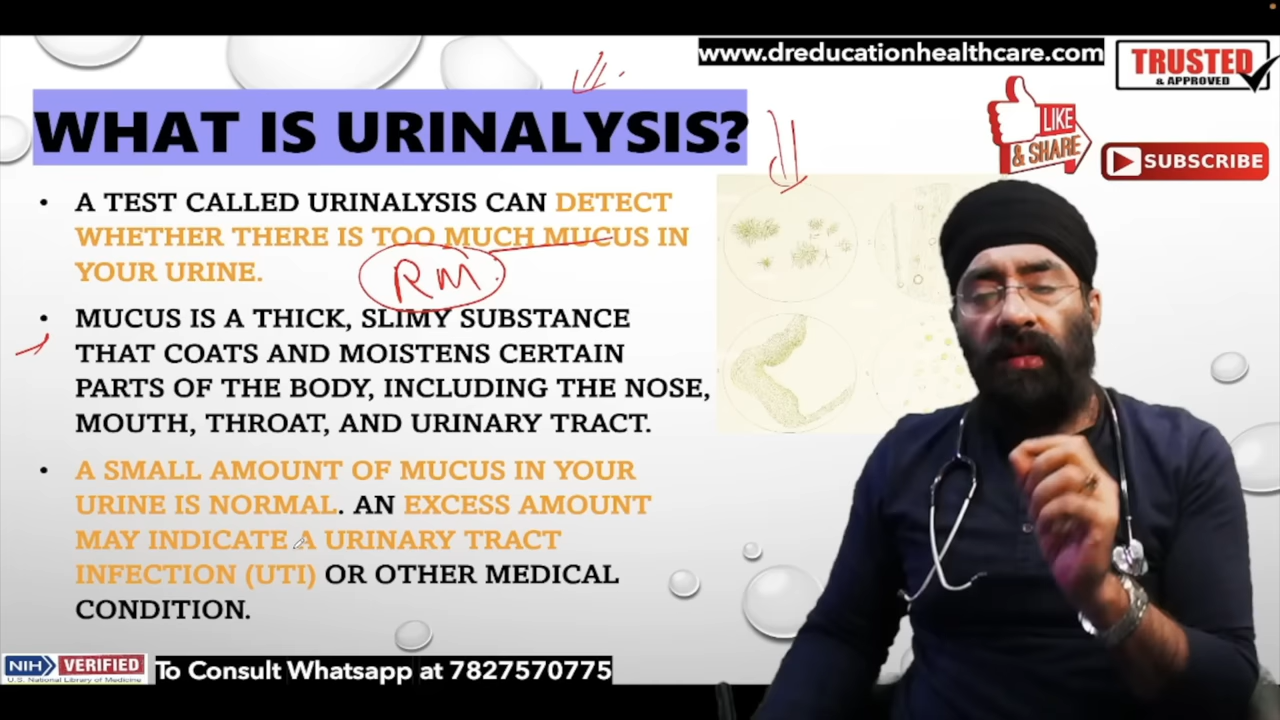 www.dreducationhealthcare.com
TRUSTED
& APPROVED
LIKE
& SHARE
SUBSCRIBE
WHAT IS URINALYSIS?
• A TEST CALLED URINALYSIS CAN DETECT
WHETHER THERE IS TOO MUCH MUCUS IN
YOUR URINE.
RM
• MUCUS IS A THICK, SLIMY SUBSTANCE
THAT COATS AND MOISTENS CERTAIN
PARTS OF THE BODY, INCLUDING THE NOSE,
MOUTH, THROAT, AND URINARY TRACT.
• A SMALL AMOUNT OF MUCUS IN YOUR
URINE IS NORMAL. AN EXCESS AMOUNT
MAY INDICATE A URINARY TRACT
INFECTION (UTI) OR OTHER MEDICAL
CONDITION.
NIH VERIFIED
U.S. National Library of Medicine
To Consult Whatsapp at 7827570775